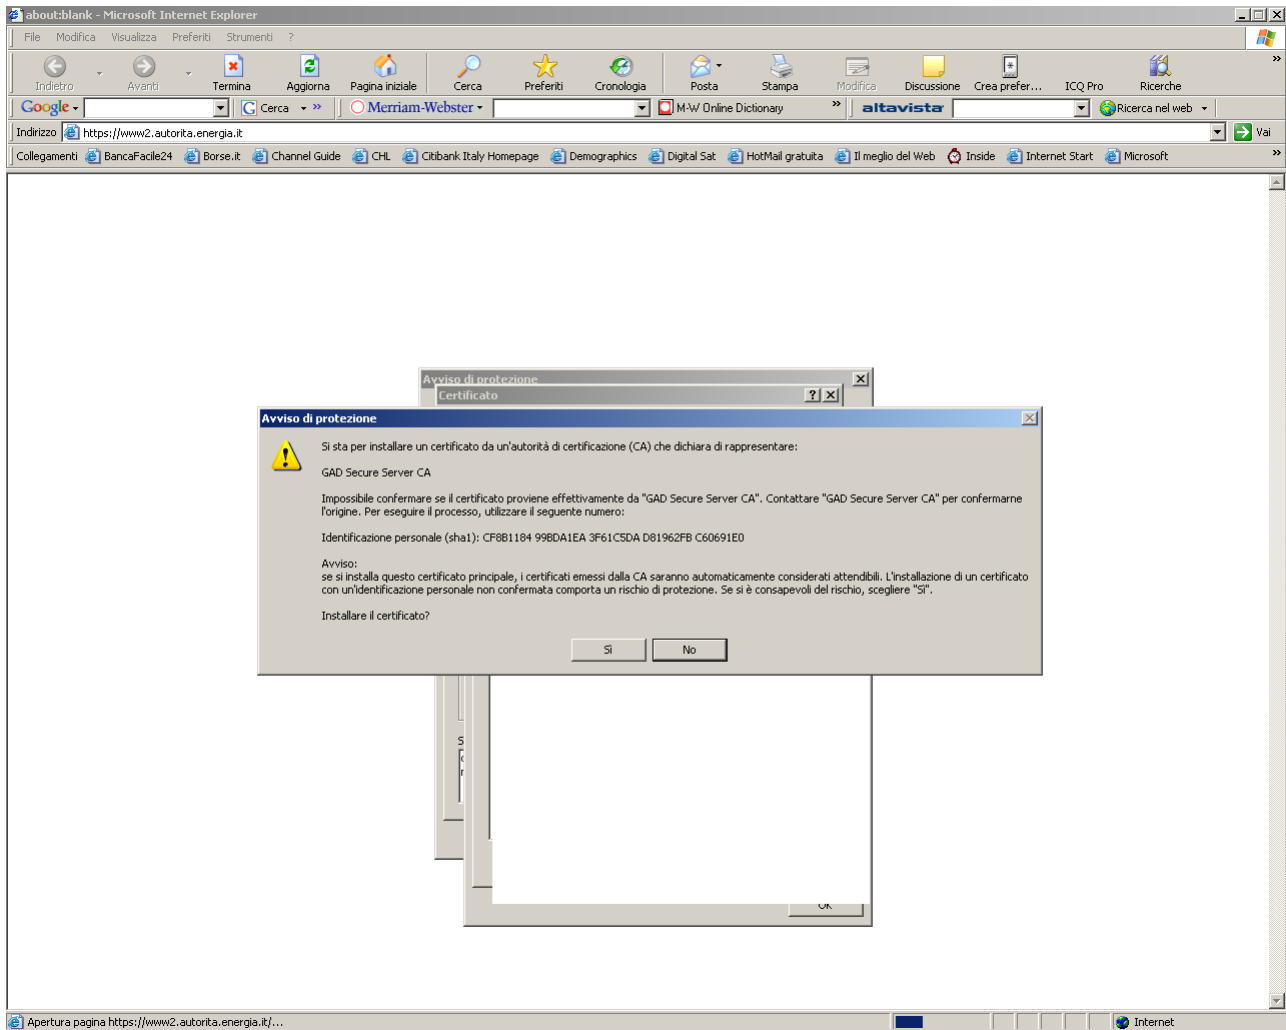 about:blank - Microsoft Internet Explorer
File Modifica Visualizza Preferiti Strumenti ?
Indietro Avanti Termina Aggiorna Pagina iniziale Cerca Preferiti Cronologia Posta Stampa Modifica Discussione Crea prefer... ICQ Pro Ricerche »
Google G Cerca » Merriam-Webster M-W Online Dictionary » altavista Ricerca nel web
Indirizzo https://www2.autorita.energia.it Vai
Collegamenti BancaFacile24 Borse.it Channel Guide CHL Citibank Italy Homepage Demographics Digital Sat HotMail gratuita Il meglio del Web Inside Internet Start Microsoft »
Avviso di protezione
Certificato
Avviso di protezione
Si sta per installare un certificato da un'autorità di certificazione (CA) che dichiara di rappresentare:
GAD Secure Server CA
Impossibile confermare se il certificato proviene effettivamente da "GAD Secure Server CA". Contattare "GAD Secure Server CA" per confermarne
l'origine. Per eseguire il processo, utilizzare il seguente numero:
Identificazione personale (sha1): CF8B1184 99BDA1EA 3F61C5DA D81962FB C60691E0
Avviso:
se si installa questo certificato principale, i certificati emessi dalla CA saranno automaticamente considerati attendibili. L'installazione di un certificato
con un'identificazione personale non confermata comporta un rischio di protezione. Se si è consapevoli del rischio, scegliere "Sì".
Installare il certificato?
Sì No
OK
Apertura pagina https://www2.autorita.energia.it/... Internet